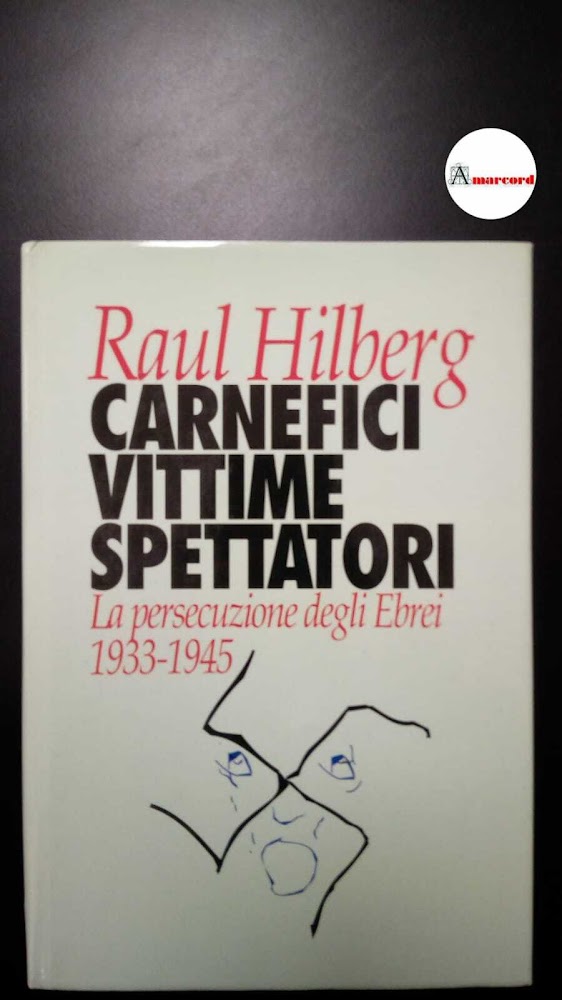 Amarcord
Raul Hilberg
CARNEFICI
VITTIME
SPETTATORI
La persecuzione degli Ebrei
1933-1945